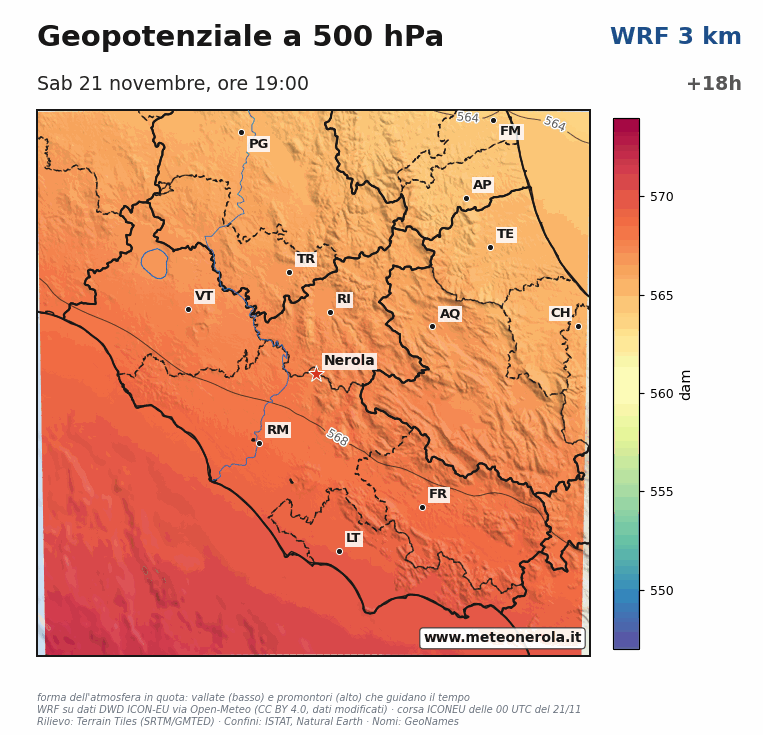 Geopotenziale a 500 hPa
WRF 3 km
Sab 21 novembre, ore 19:00
+18h
564
564
FM
PG
AP
570
TE
TR
565
VT
RI
AQ
CH
Nerola
560
dam
RM
568
555
FR
LT
550
www.meteonerola.it
forma dell'atmosfera in quota: vallate (basso) e promontori (alto) che guidano il tempo
WRF su dati DWD ICON-EU via Open-Meteo (CC BY 4.0, dati modificati) · corsa ICONEU delle 00 UTC del 21/11
Rilievo: Terrain Tiles (SRTM/GMTED) · Confini: ISTAT, Natural Earth · Nomi: GeoNames